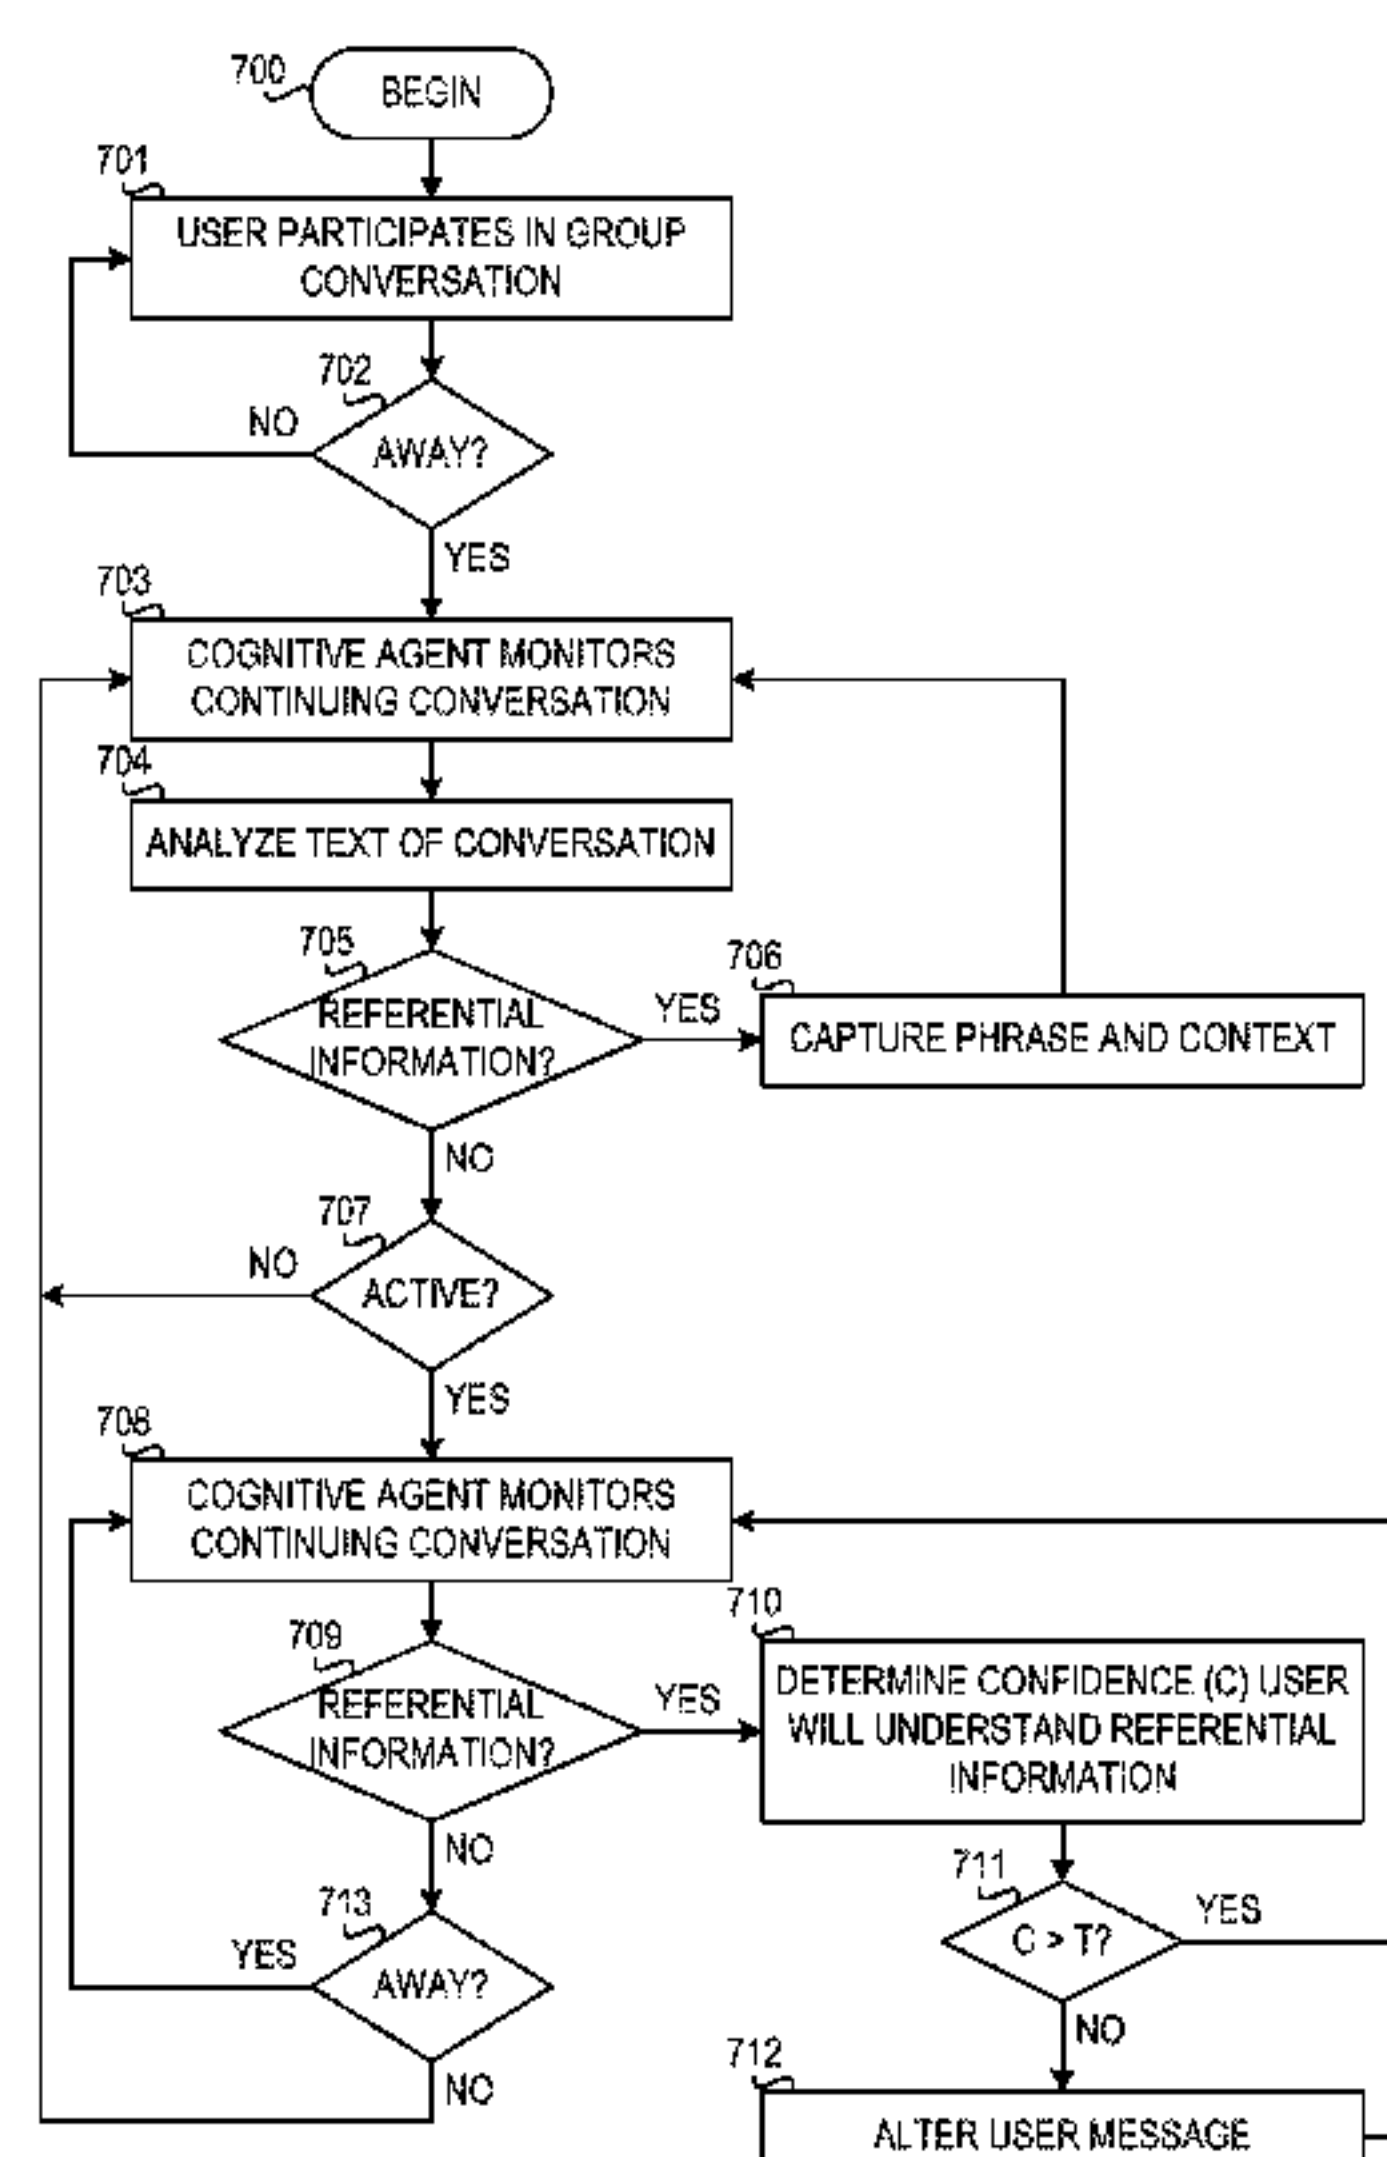 700
BEGIN
701
USER PARTICIPATES IN GROUP
CONVERSATION
702
NO
AWAY?
YES
703
COGNITIVE AGENT MONITORS
CONTINUING CONVERSATION
704
ANALYZE TEXT OF CONVERSATION
705
REFERENTIAL
INFORMATION?
YES
706
CAPTURE PHRASE AND CONTEXT
NO
707
NO
ACTIVE?
YES
708
COGNITIVE AGENT MONITORS
CONTINUING CONVERSATION
709
REFERENTIAL
INFORMATION?
YES
710
DETERMINE CONFIDENCE (C) USER
WILL UNDERSTAND REFERENTIAL
INFORMATION
NO
711
C > T?
YES
713
YES
AWAY?
NO
NO
712
ALTER USER MESSAGE